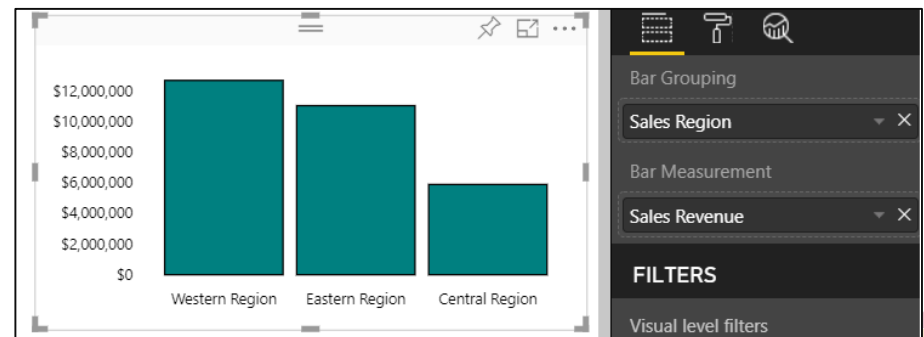 $12,000,000
$10,000,000
$8,000,000
$6,000,000
$4,000,000
$2,000,000
$0
Western Region Eastern Region Central Region
Bar Grouping
Sales Region
Bar Measurement
Sales Revenue
FILTERS
Visual level filters